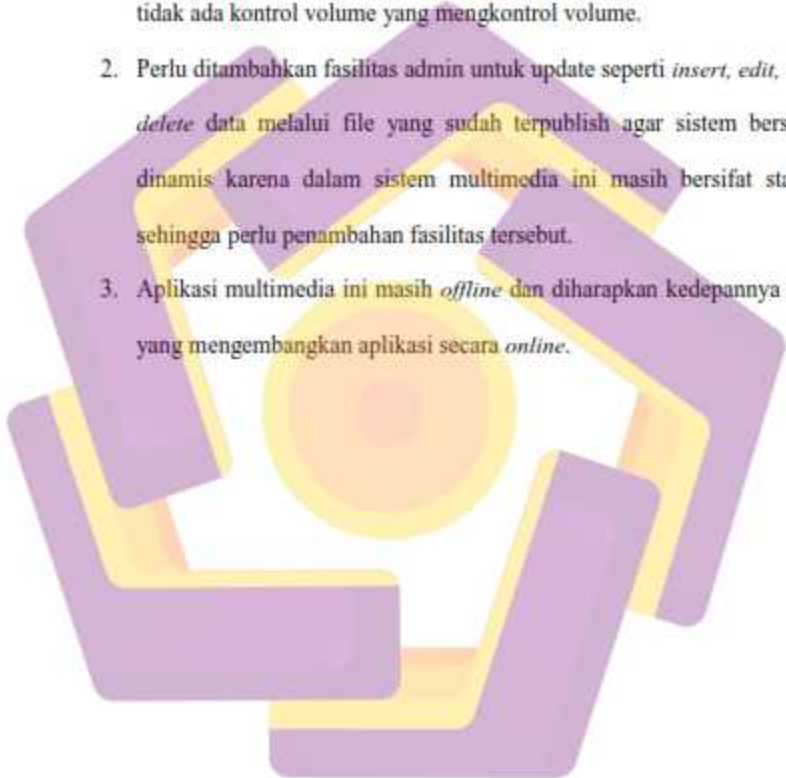 tidak ada kontrol volume yang mengkontrol volume.
2. Perlu ditambahkan fasilitas admin untuk update seperti insert, edit,
delete data melalui file yang sudah terpublish agar sistem bers
dinamis karena dalam sistem multimedia ini masih bersifat sta
sehingga perlu penambahan fasilitas tersebut.
3. Aplikasi multimedia ini masih offline dan diharapkan kedepannya
yang mengembangkan aplikasi secara online.